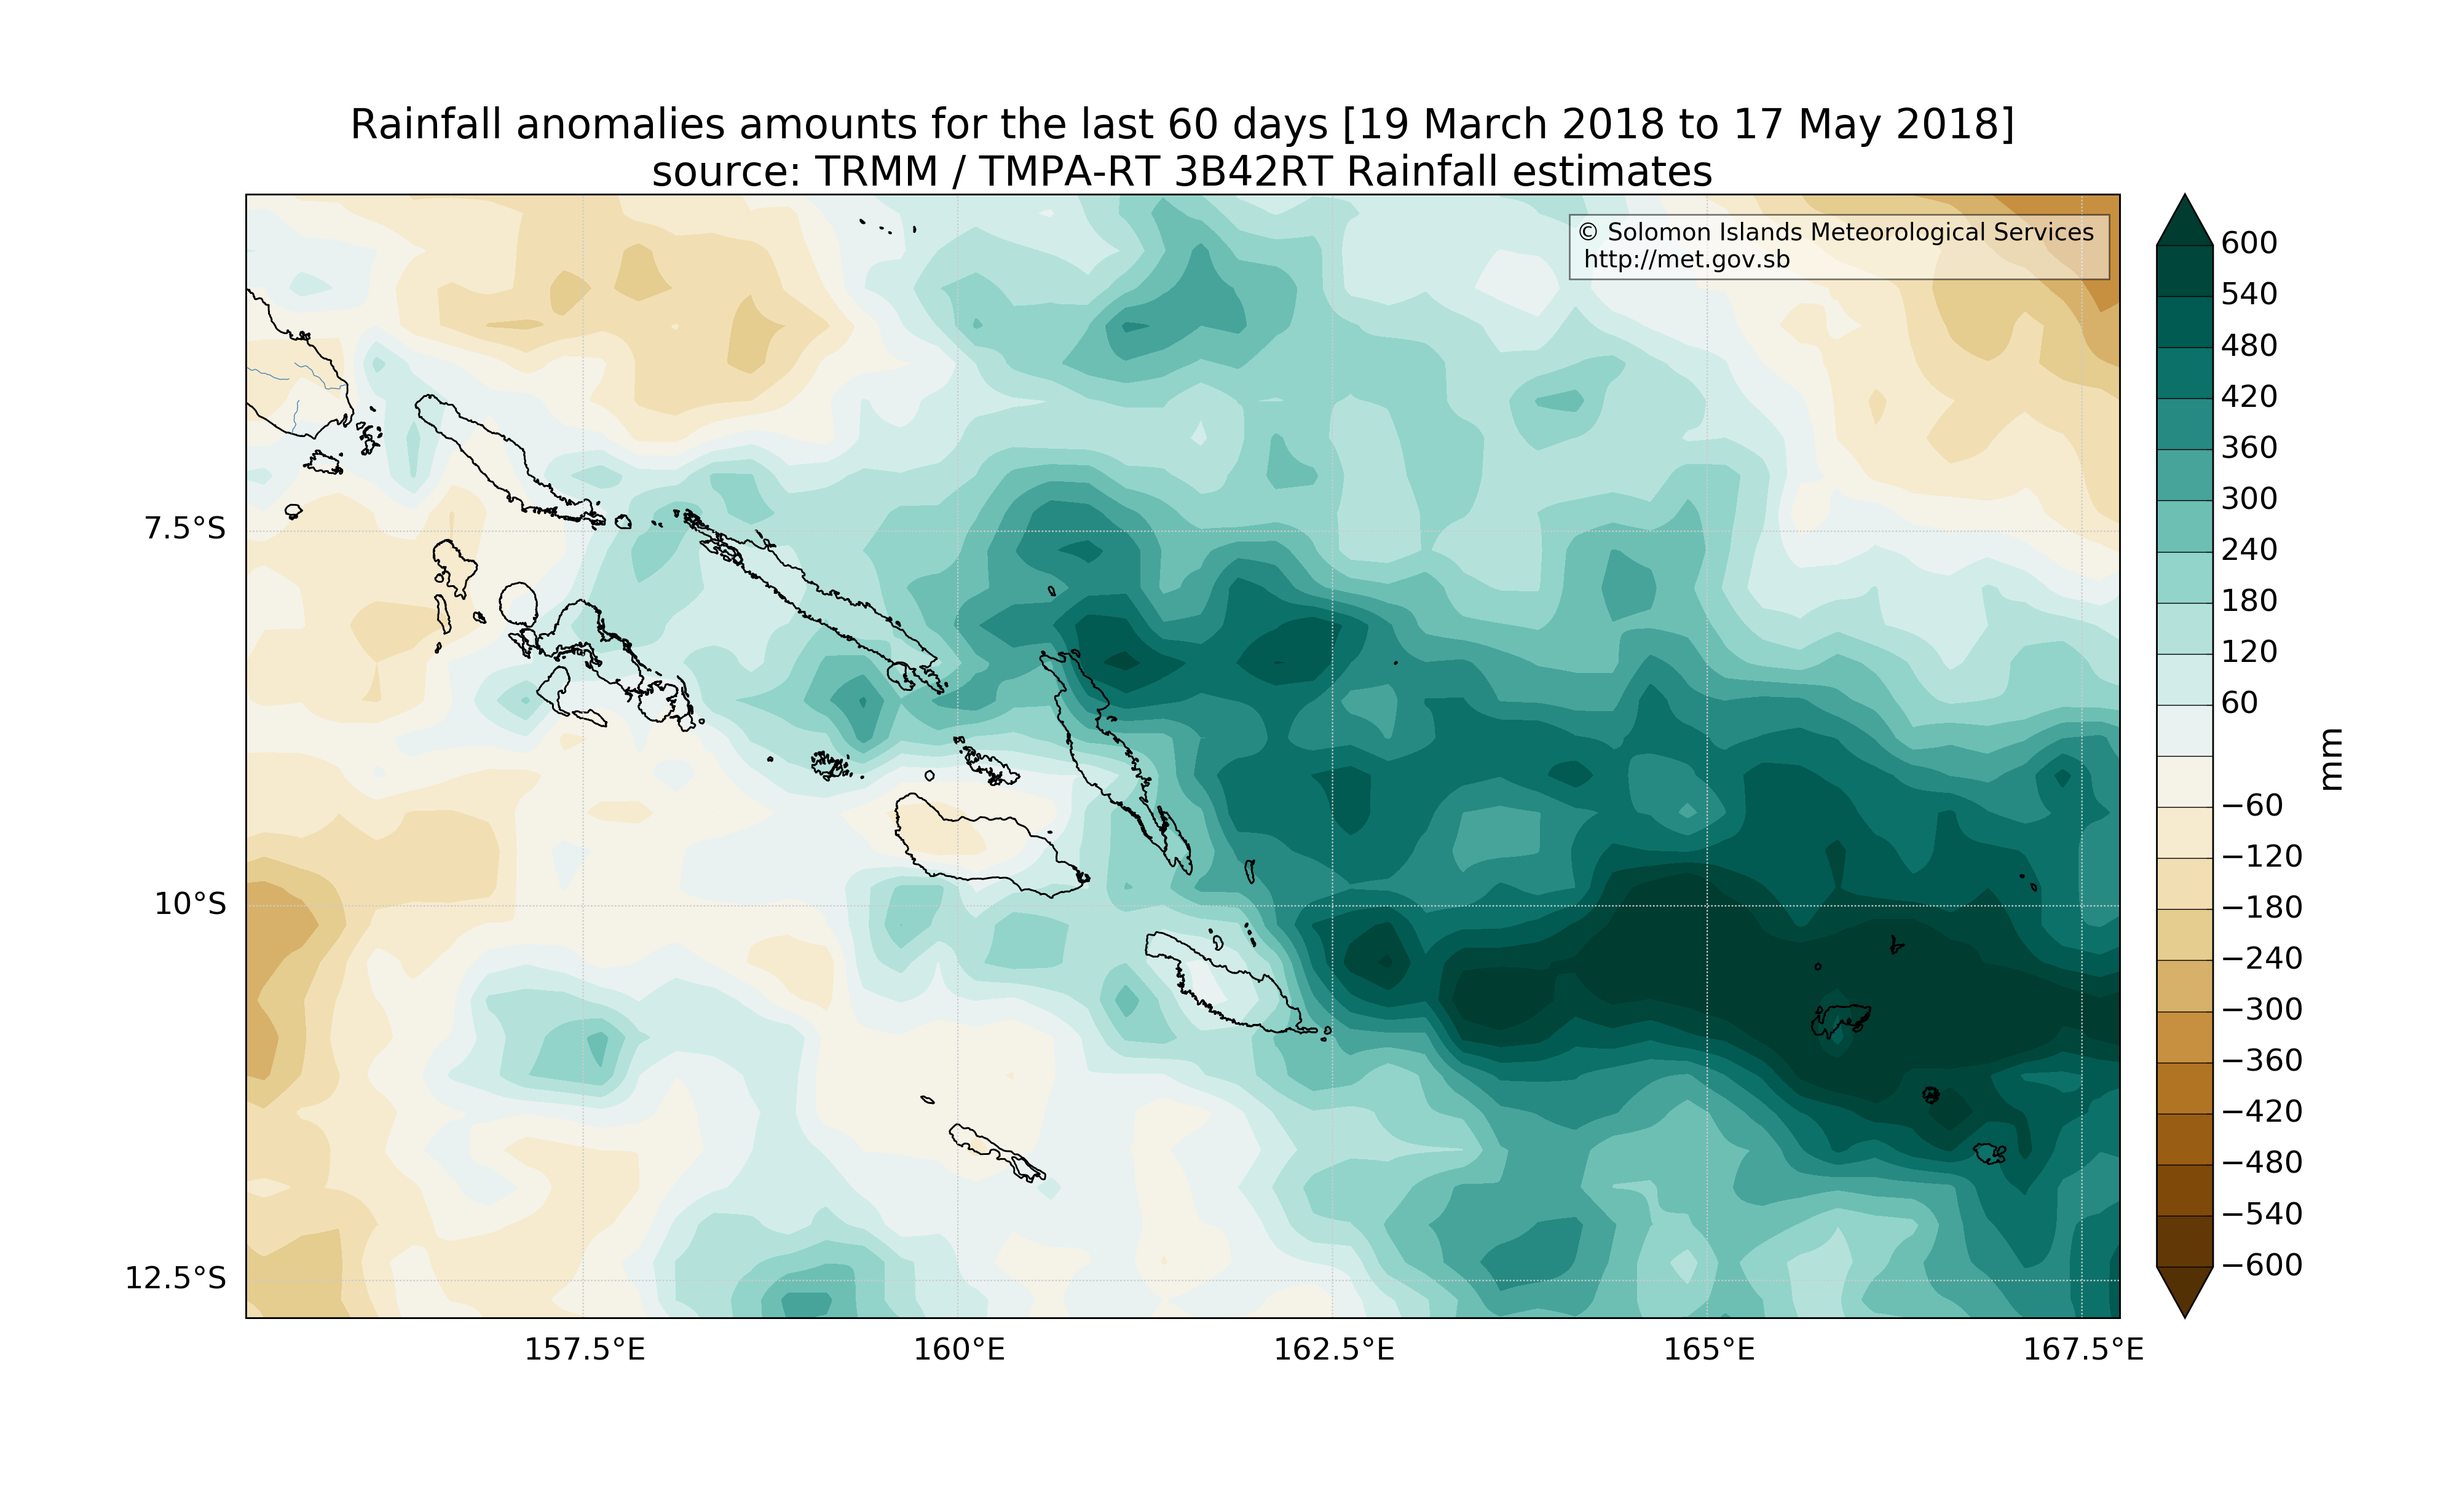 Rainfall anomalies amounts for the last 60 days [19 March 2018 to 17 May 2018]
source: TRMM / TMPA-RT 3B42RT Rainfall estimates
© Solomon Islands Meteorological Services
http://met.gov.sb
7.5°S
10°S
12.5°S
157.5°E
160°E
162.5°E
165°E
167.5°E
600
540
480
420
360
300
240
180
120
60
−60
−120
−180
−240
−300
−360
−420
−480
−540
−600
mm